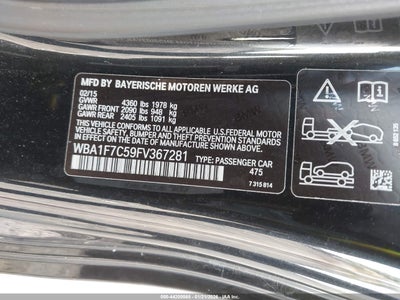 MFD BY BAYERISCHE MOTOREN WERKE AG
02/15
GVWR 4360 lbs 1978 kg
GAWR FRONT 2090 lbs 948 kg
GAWR REAR 2405 lbs 1091 kg
THIS VEHICLE CONFORMS TO ALL APPLICABLE
U.S. FEDERAL MOTOR VEHICLE SAFETY, BUMPER,
AND THEFT PREVENTION STANDARDS IN EFFECT
ON THE DATE OF MANUFACTURE SHOWN ABOVE.
WBA1F7C59FV367281 TYPE: PASSENGER CAR
475
7 315 814